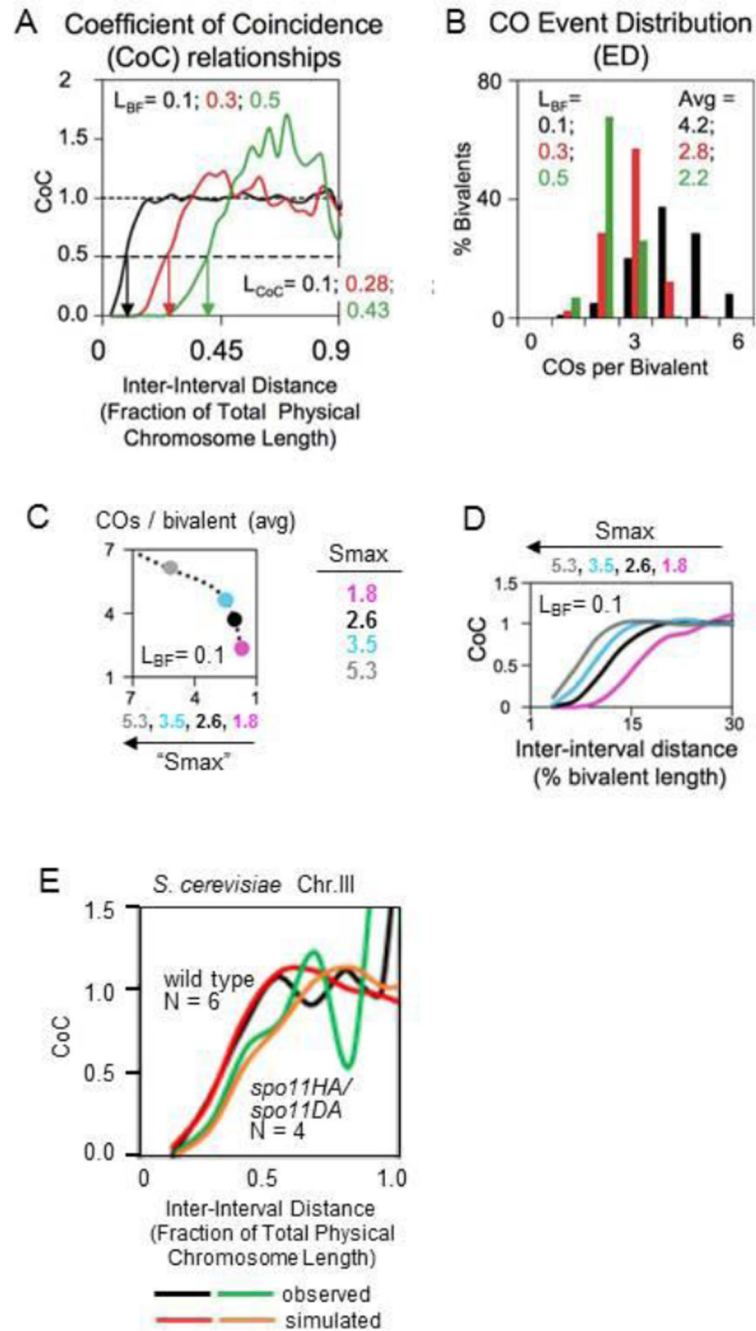 A Coefficient of Coincidence
(CoC) relationships
2
LBF= 0.1; 0.3; 0.5
1.5
CoC
1.0
0.5
LCoC= 0.1; 0.28; ;
0.43
0.0
0 0.45 0.9
Inter-Interval Distance
(Fraction of Total Physical
Chromosome Length)
B CO Event Distribution
(ED)
80
LBF= Avg =
0.1; 4.2;
0.3; 2.8;
0.5 2.2
% Bivalents
40
0
0 3 6
COs per Bivalent
C COs / bivalent (avg)
7
4
LBF= 0.1
1
7 4 1
5.3, 3.5, 2.6, 1.8
"Smax"
Smax
1.8
2.6
3.5
5.3
D Smax
5.3, 3.5, 2.6, 1.8
1.5
LBF= 0.1
CoC
1
0.5
0
1 15 30
Inter-interval distance
(% bivalent length)
E S. cerevisiae Chr.III
1.5
wild type
N = 6
1.0
CoC
0.5
spo11HA/
spo11DA
N = 4
0.0
0 0.5 1.0
Inter-Interval Distance
(Fraction of Total Physical
Chromosome Length)
observed
simulated